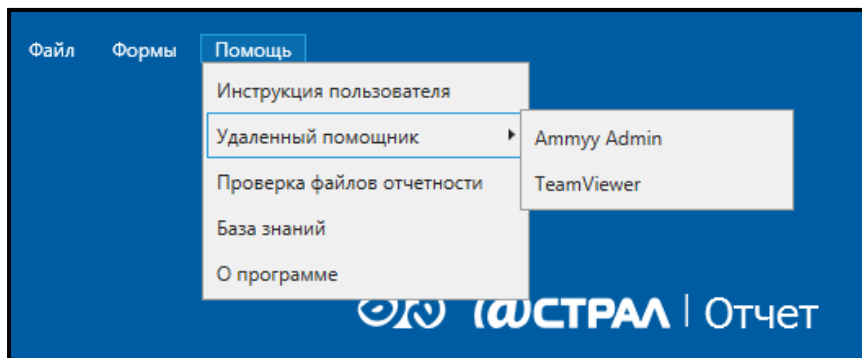 Файл Формы Помощь
Инструкция пользователя
Удаленный помощник
Ammyy Admin
TeamViewer
Проверка файлов отчетности
База знаний
О программе
@СТРАЛ | Отчет